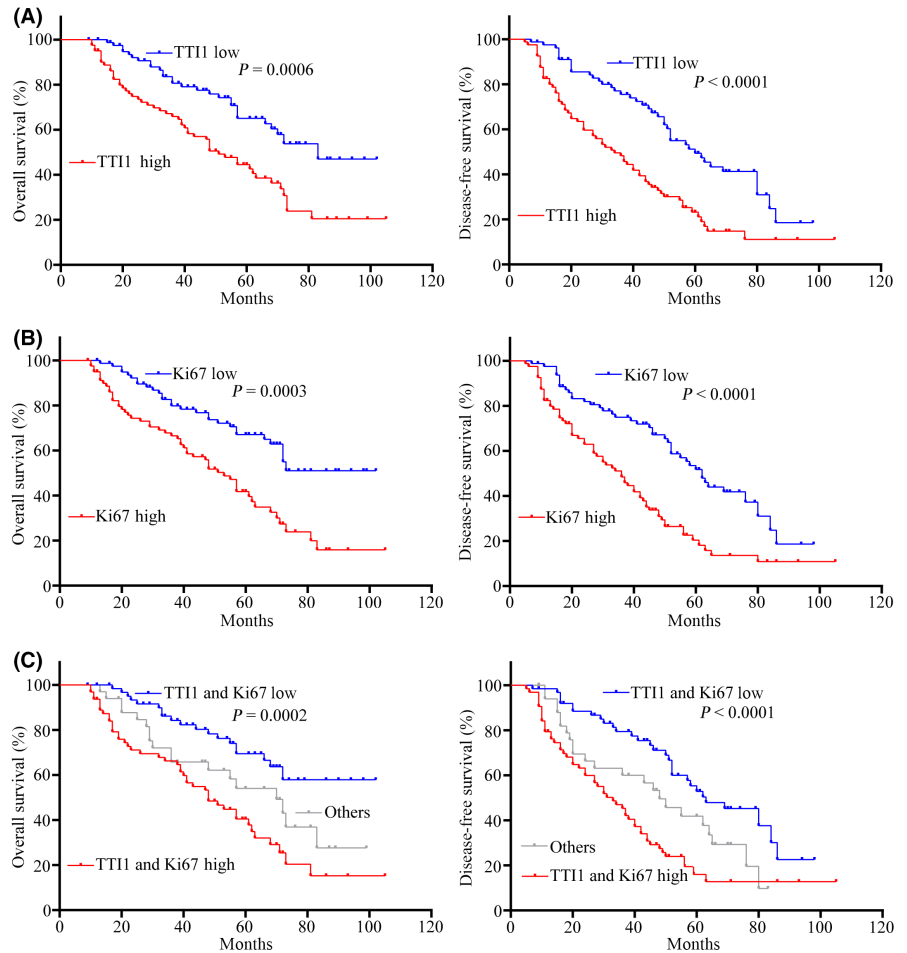 (A)
Overall survival (%)
100
80
60
40
20
0
TTI1 low
P = 0.0006
TTI1 high
0 20 40 60 80 100 120
Months
Disease-free survival (%)
100
80
60
40
20
0
TTI1 low
P < 0.0001
TTI1 high
0 20 40 60 80 100 120
Months
(B)
Overall survival (%)
100
80
60
40
20
0
Ki67 low
P = 0.0003
Ki67 high
0 20 40 60 80 100 120
Months
Disease-free survival (%)
100
80
60
40
20
0
Ki67 low
P < 0.0001
Ki67 high
0 20 40 60 80 100 120
Months
(C)
Overall survival (%)
100
80
60
40
20
0
TTI1 and Ki67 low
P = 0.0002
Others
TTI1 and Ki67 high
0 20 40 60 80 100 120
Months
Disease-free survival (%)
100
80
60
40
20
0
TTI1 and Ki67 low
P < 0.0001
Others
TTI1 and Ki67 high
0 20 40 60 80 100 120
Months